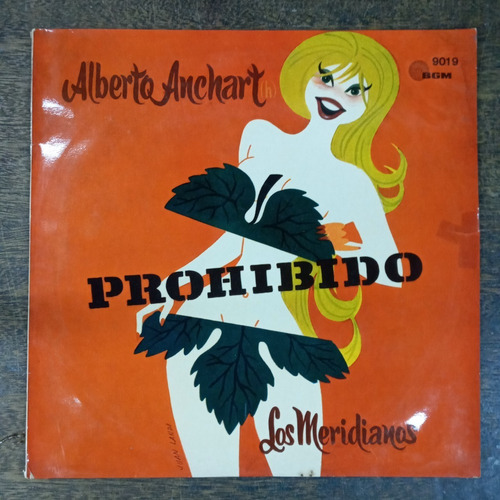 Alberto Anchart (h)
9019
BGM
PROHIBIDO
Los Meridianos